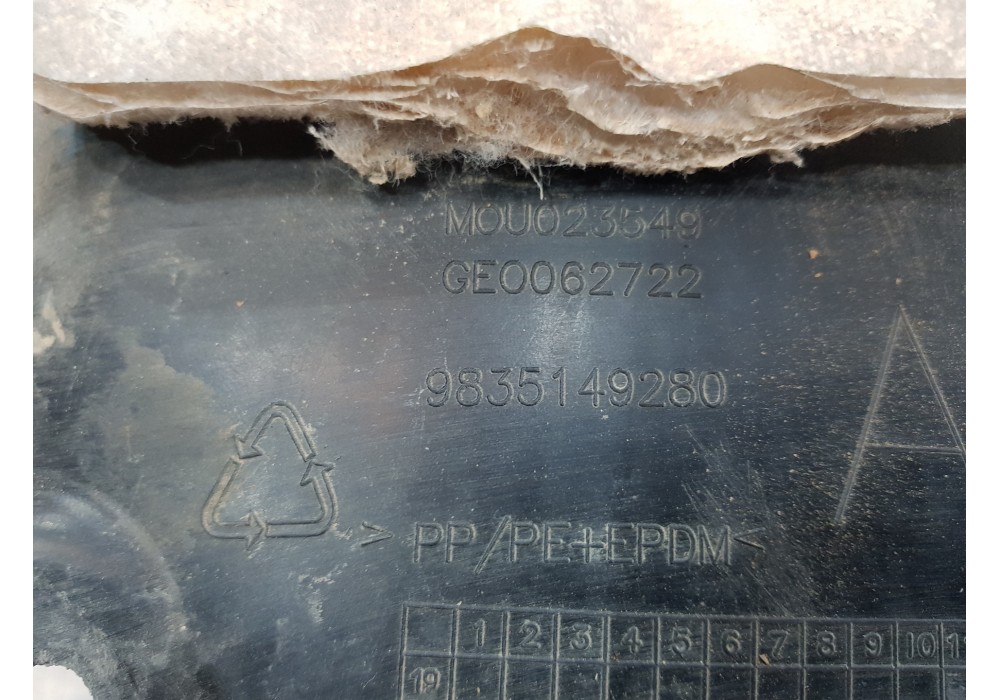 MOU023549
GE0062722
9835149280
A
> PP/PE+EPDM <
1 2 3 4 5 6 7 8 9 10
19